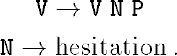 V → V N P
N → hesitation .